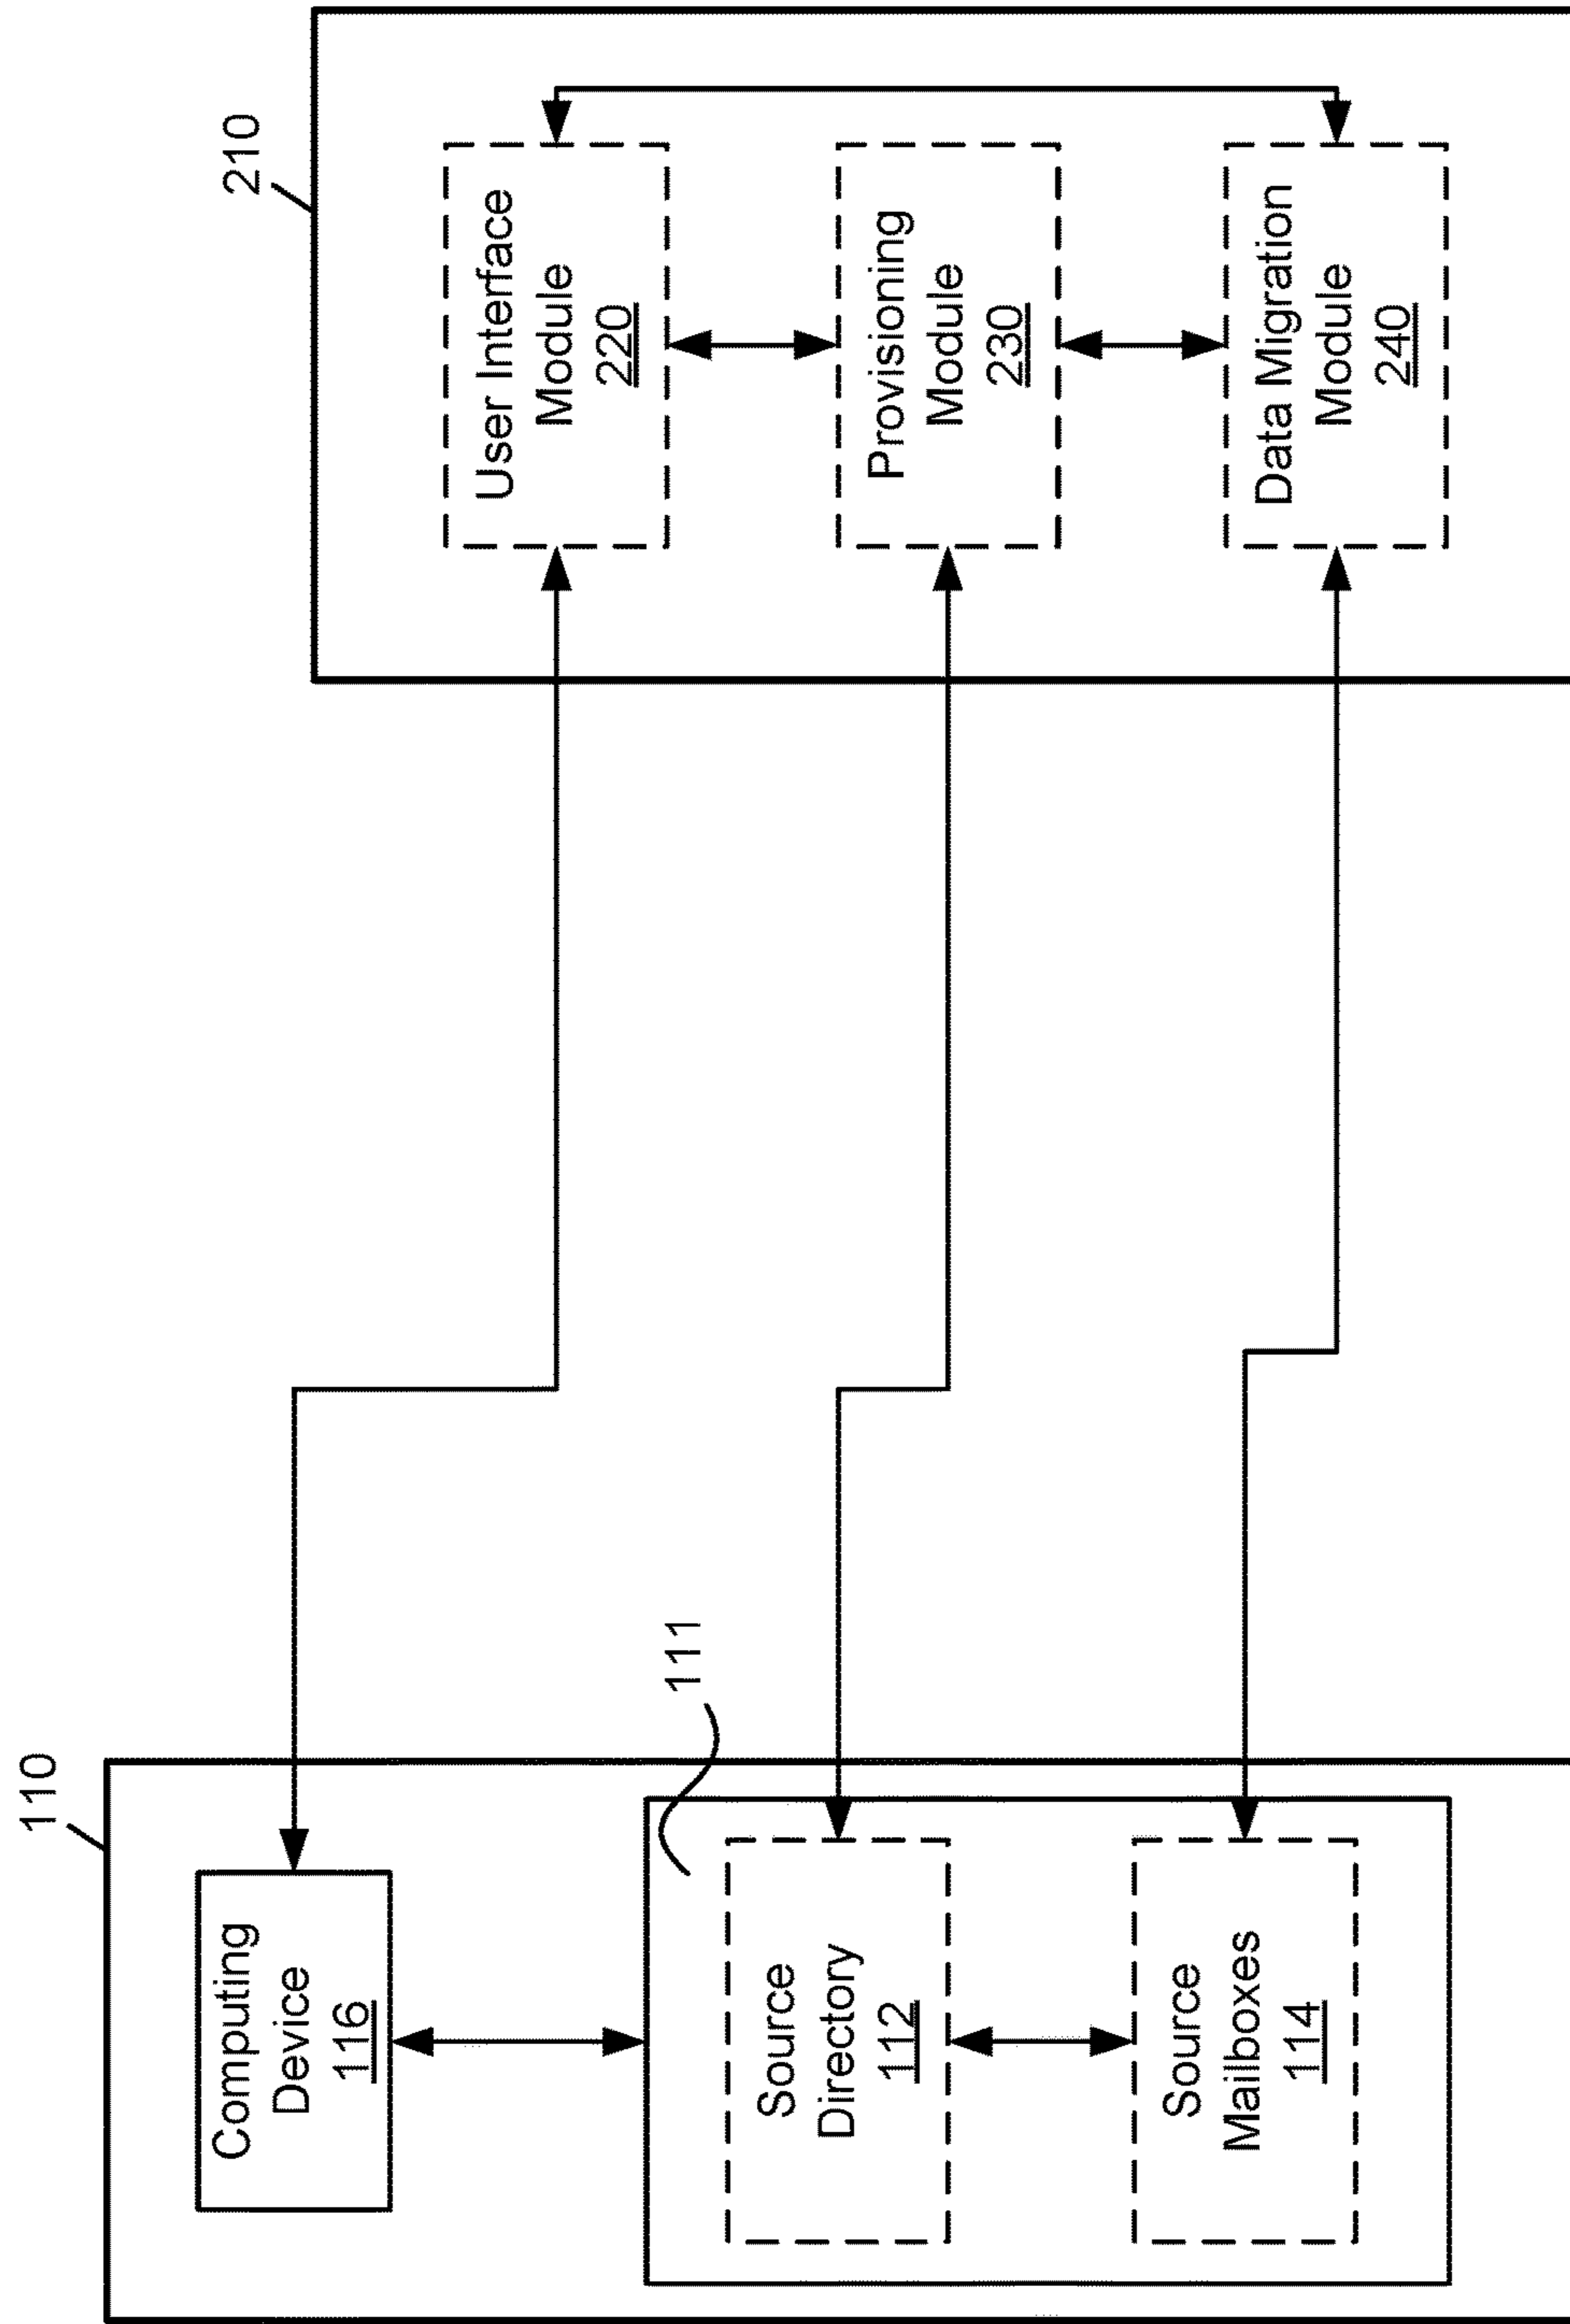 110
Computing
Device
116
111
Source
Directory
112
Source
Mailboxes
114
210
User Interface
Module
220
Provisioning
Module
230
Data Migration
Module
240